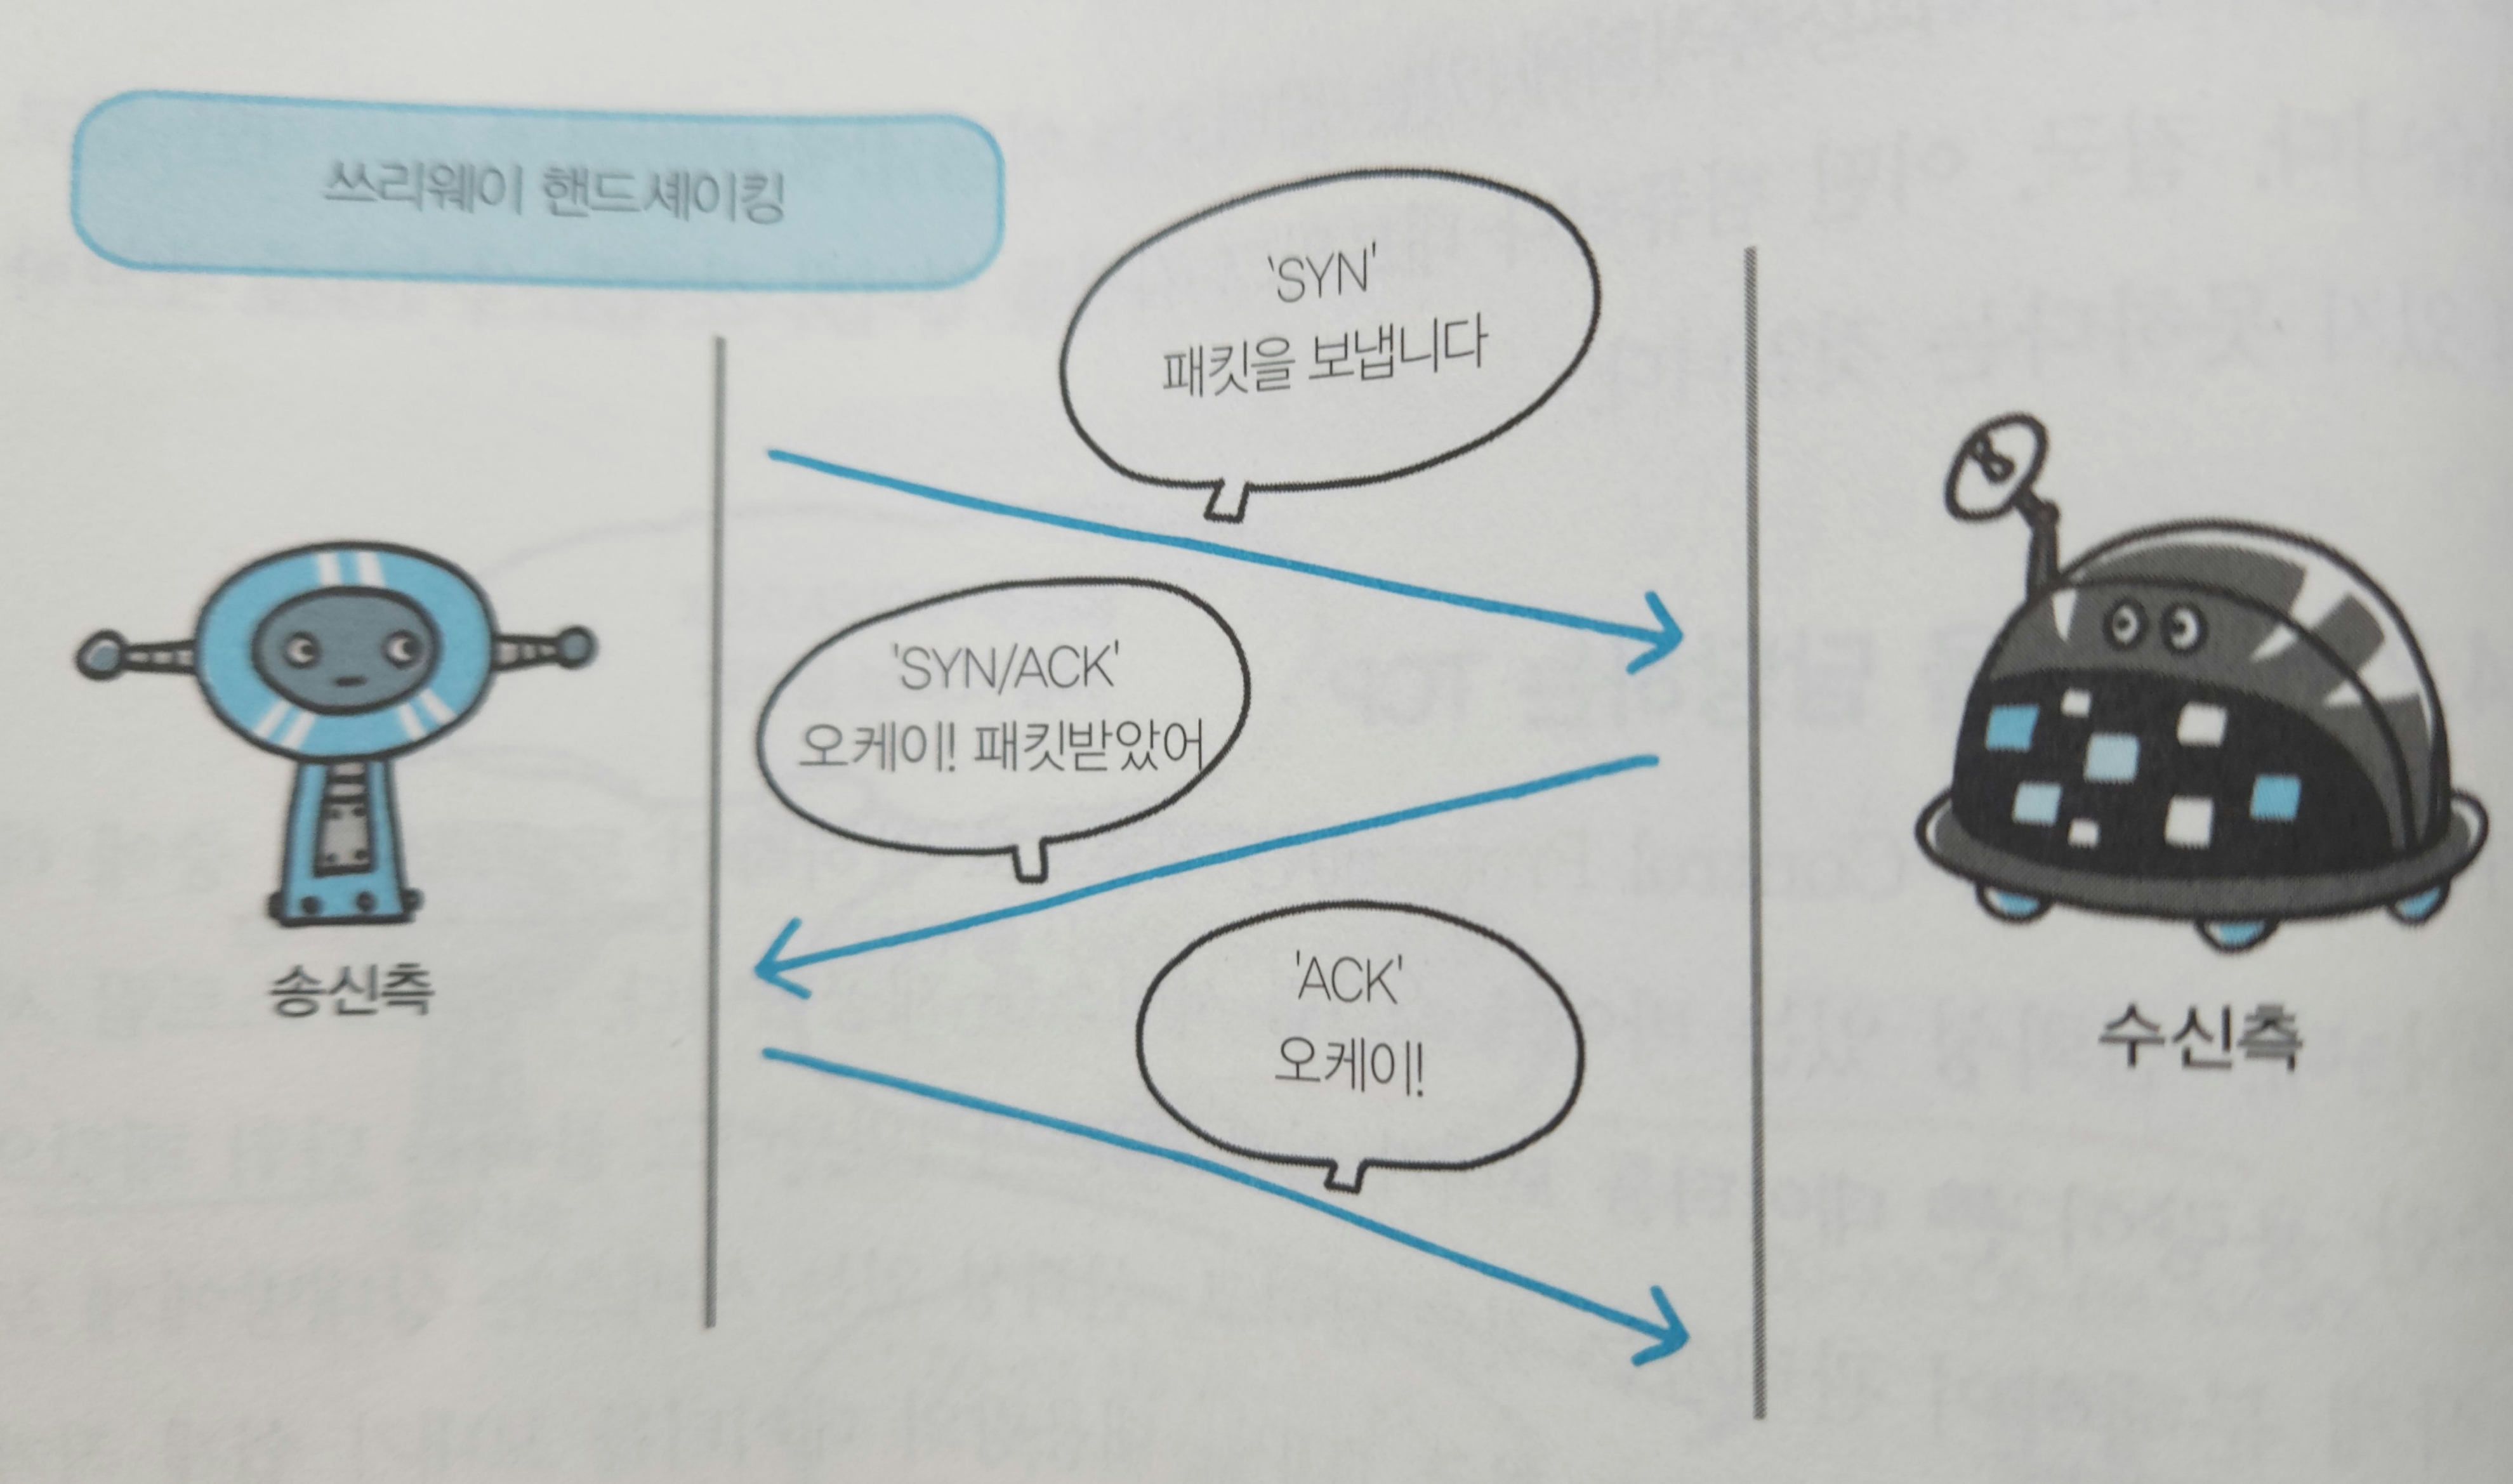 쓰리웨이 핸드셰이킹
'SYN'
패킷을 보냅니다
'SYN/ACK'
오케이! 패킷받았어
'ACK'
오케이!
송신측
수신측